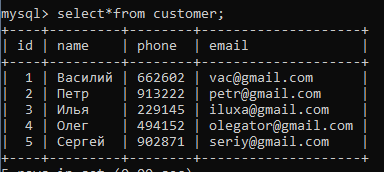 mysql> select*from customer;
+----+---------+--------+--------------------+
| id | name | phone | email |
+----+---------+--------+--------------------+
| 1 | Василий | 662602 | vac@gmail.com |
| 2 | Петр | 913222 | petr@gmail.com |
| 3 | Илья | 229145 | iluxa@gmail.com |
| 4 | Олег | 494152 | olegator@gmail.com |
| 5 | Сергей | 902871 | seriy@gmail.com |
+----+---------+--------+--------------------+
5 rows in set (0.00 sec)